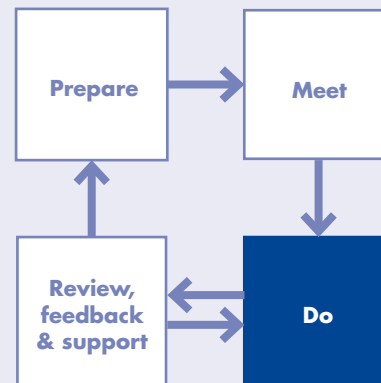 Prepare
Meet
Review,
feedback
& support
Do